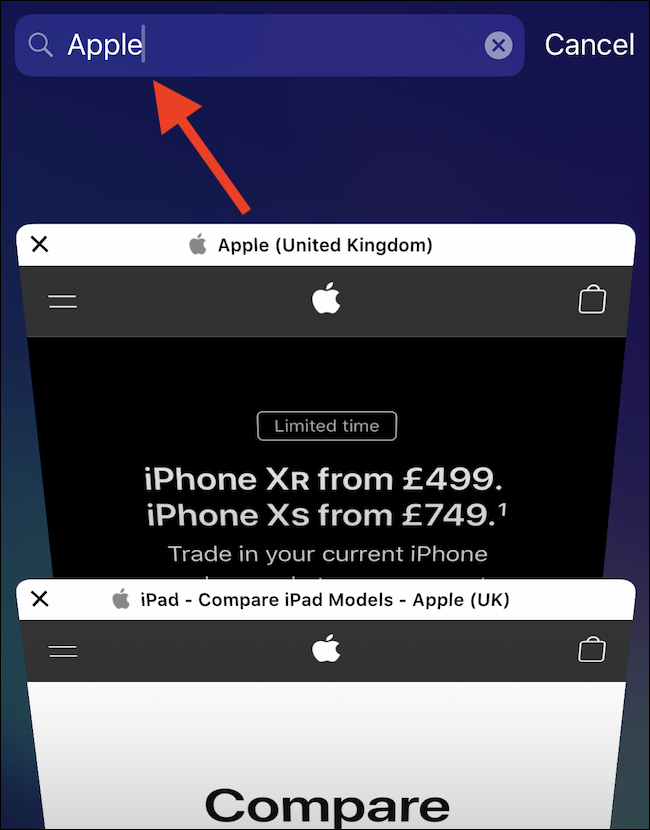 Apple
Cancel
Apple (United Kingdom)
Limited time
iPhone XR from £499.
iPhone XS from £749.¹
Trade in your current iPhone
iPad - Compare iPad Models - Apple (UK)
Compare